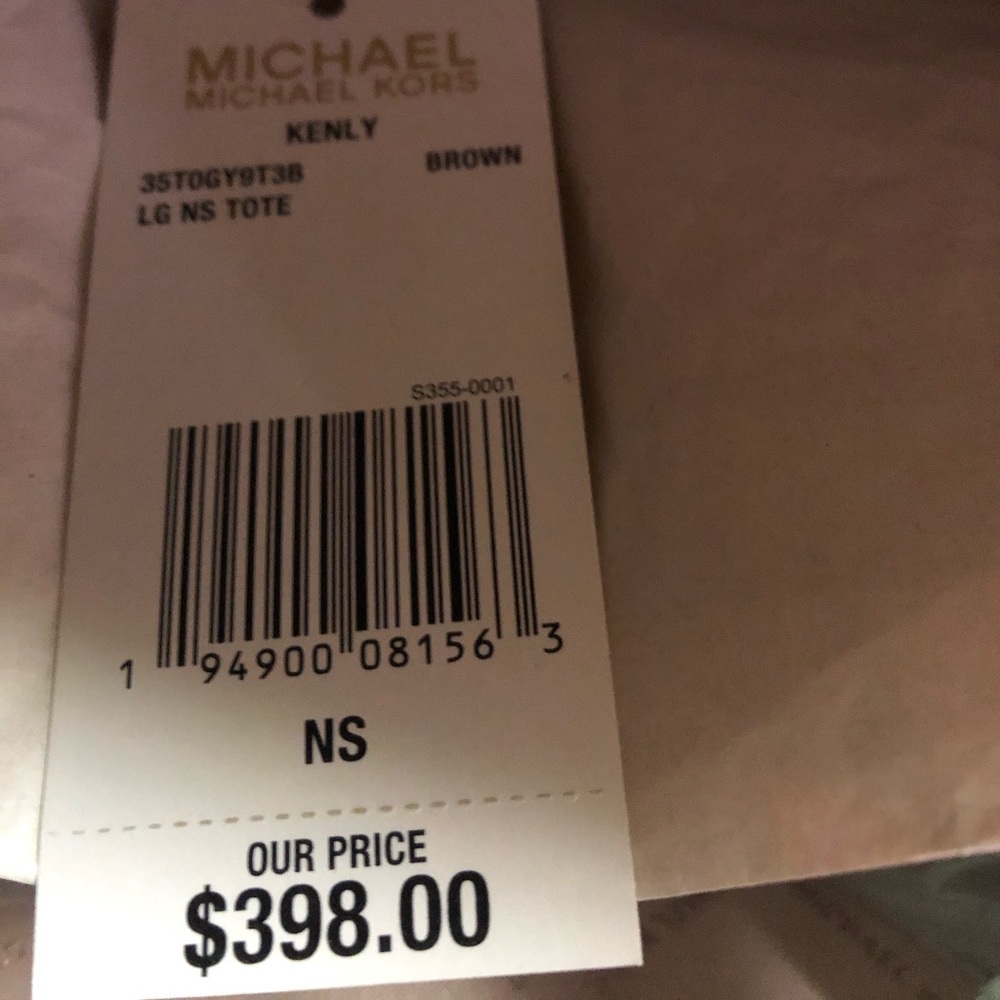 MICHAEL
MICHAEL KORS
KENLY
35T0GY9T3B BROWN
LG NS TOTE
S355-0001
1 94900 08156 3
NS
OUR PRICE
$398.00